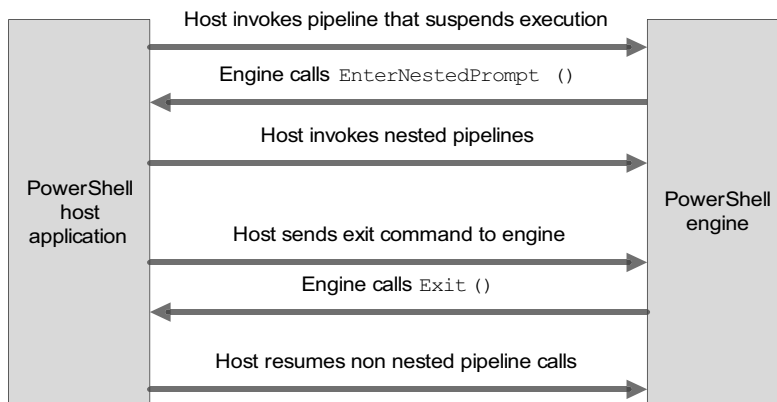 Host invokes pipeline that suspends execution
Engine calls EnterNestedPrompt ()
Host invokes nested pipelines
PowerShell
host
application
PowerShell
engine
Host sends exit command to engine
Engine calls Exit ()
Host resumes non nested pipeline calls